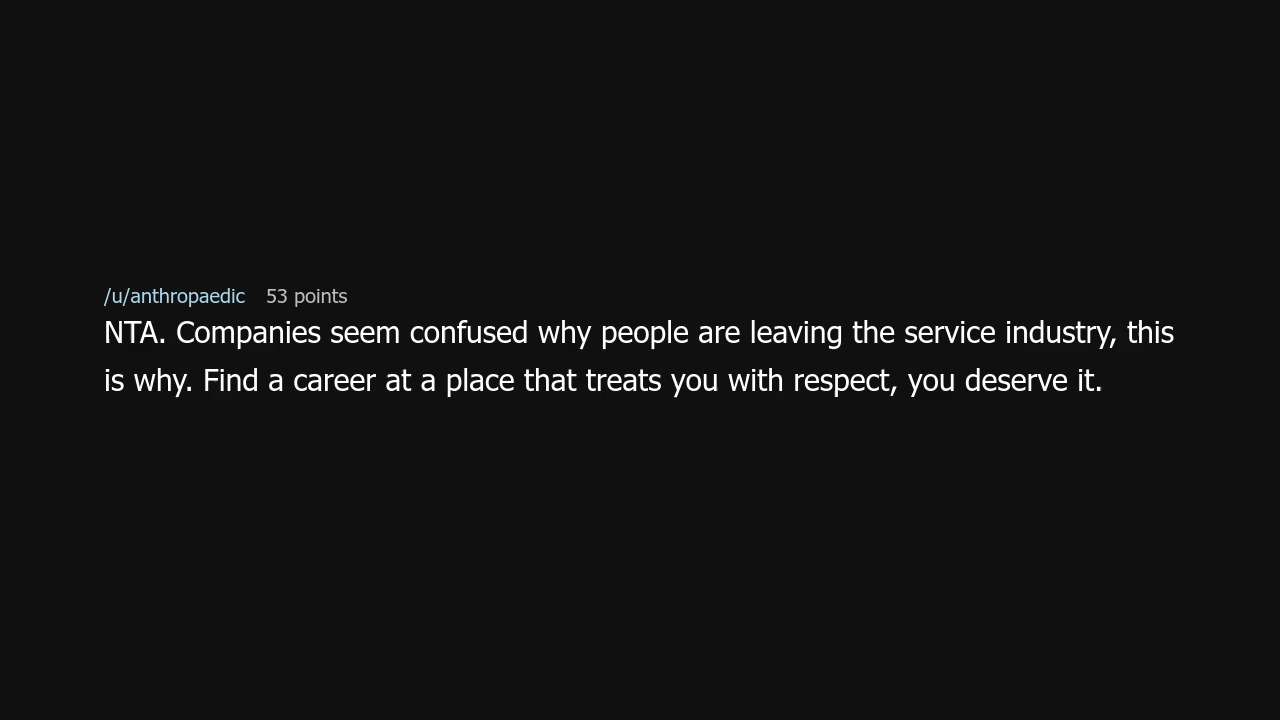 /u/anthropaedic 53 points
NTA. Companies seem confused why people are leaving the service industry, this
is why. Find a career at a place that treats you with respect, you deserve it.